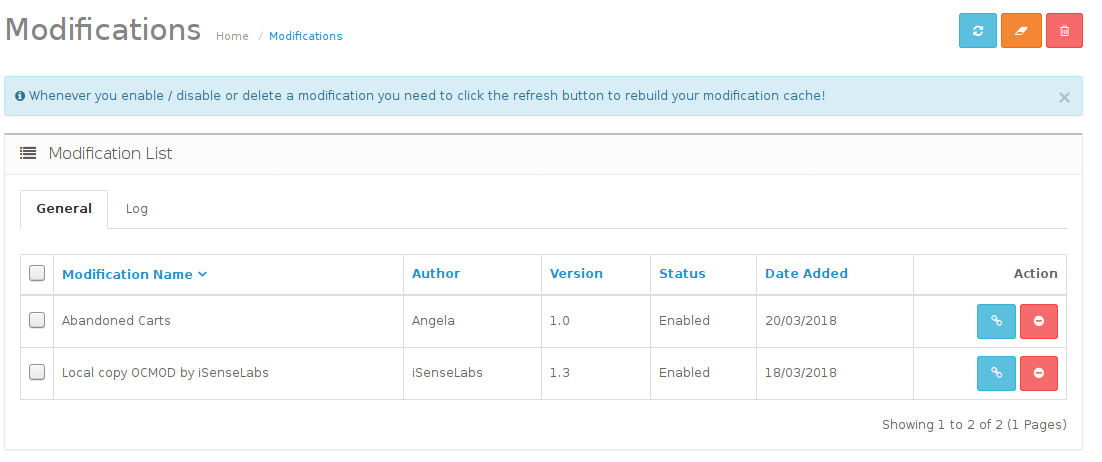 Modifications
Home / Modifications
Whenever you enable / disable or delete a modification you need to click the refresh button to rebuild your modification cache!
×
Modification List
General Log
Modification Name Author Version Status Date Added Action
Abandoned Carts Angela 1.0 Enabled 20/03/2018
Local copy OCMOD by iSenseLabs iSenseLabs 1.3 Enabled 18/03/2018
Showing 1 to 2 of 2 (1 Pages)